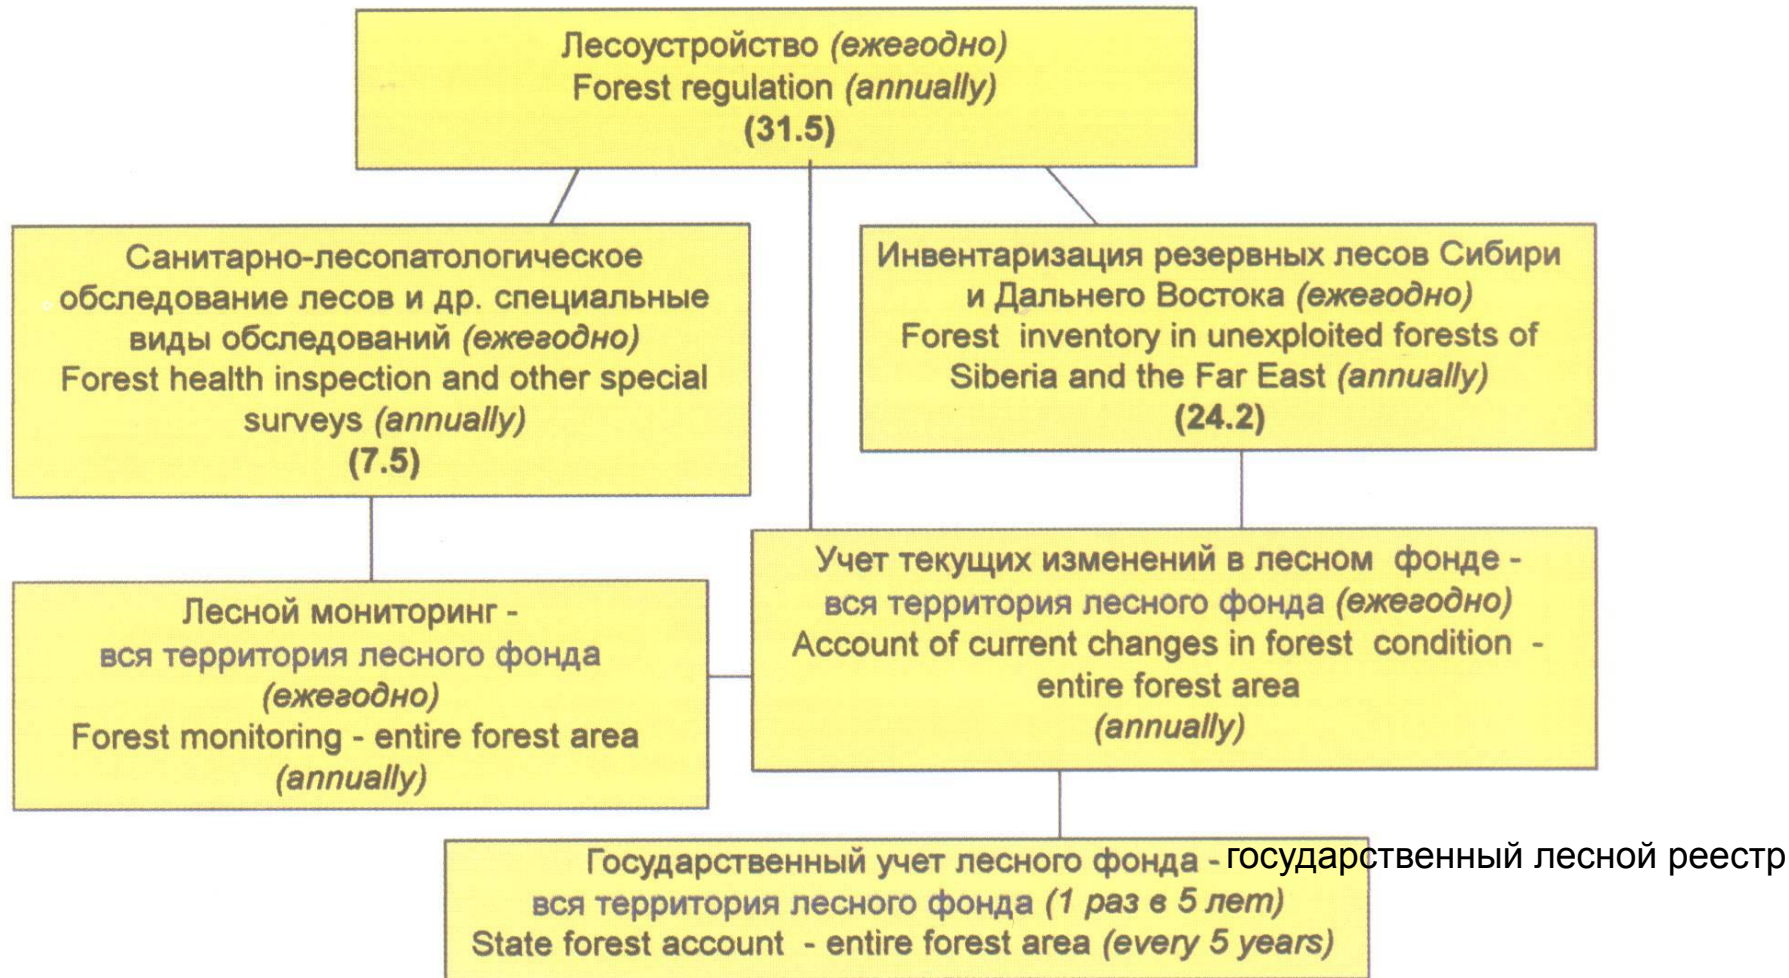 Лесоустройство (ежегодно)
Forest regulation (annually)
(31.5)
Санитарно-лесопатологическое
обследование лесов и др. специальные
виды обследований (ежегодно)
Forest health inspection and other special
surveys (annually)
(7.5)
Инвентаризация резервных лесов Сибири
и Дальнего Востока (ежегодно)
Forest inventory in unexploited forests of
Siberia and the Far East (annually)
(24.2)
Лесной мониторинг -
вся территория лесного фонда
(ежегодно)
Forest monitoring - entire forest area
(annually)
Учет текущих изменений в лесном фонде -
вся территория лесного фонда (ежегодно)
Account of current changes in forest condition -
entire forest area
(annually)
Государственный учет лесного фонда - государственный лесной реестр
вся территория лесного фонда (1 раз в 5 лет)
State forest account - entire forest area (every 5 years)